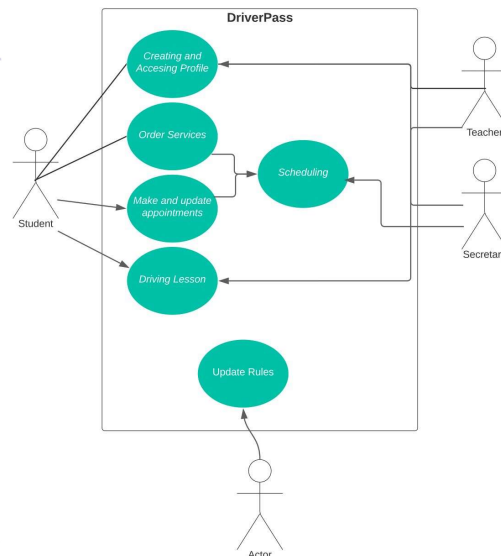 DriverPass
Creating and
Accesing Profile
Order Services
Make and update
appointments
Scheduling
Driving Lesson
Update Rules
Student
Teacher
Secretar
Actor